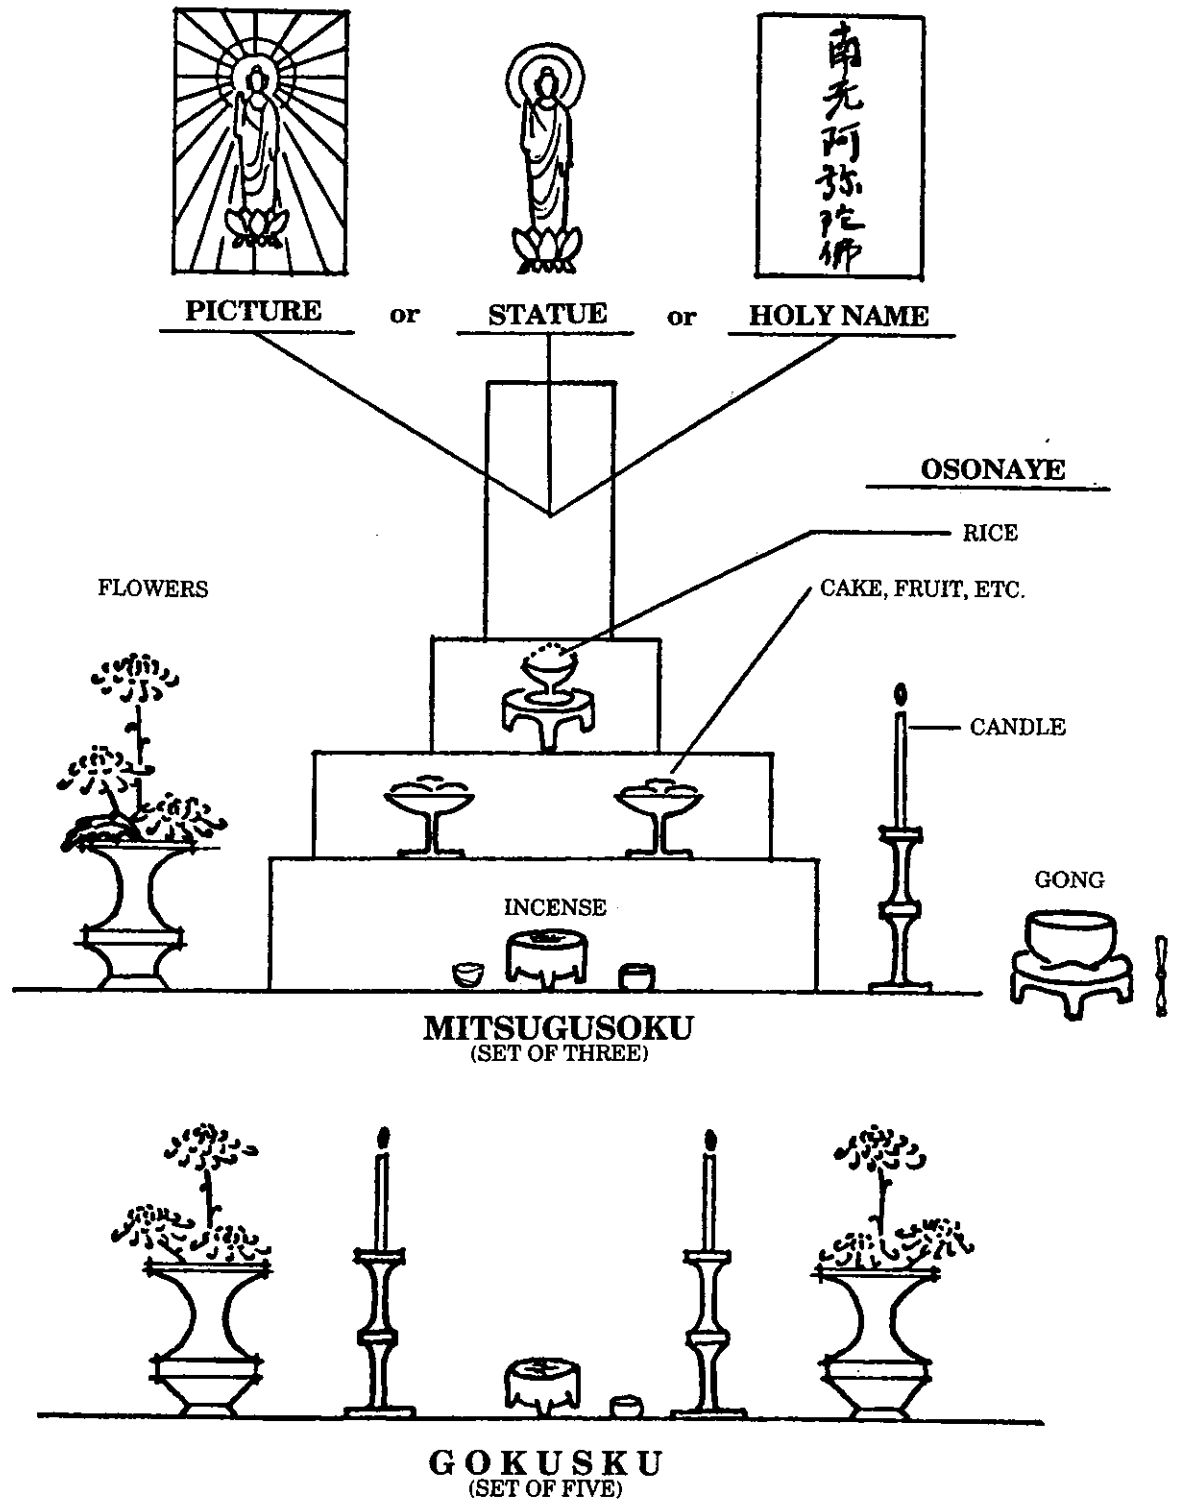 南
无
阿
弥
陀
佛
PICTURE or STATUE or HOLY NAME
OSONAYE
RICE
FLOWERS
CAKE, FRUIT, ETC.
CANDLE
GONG
INCENSE
MITSUGUSOKU
(SET OF THREE)
GOKUSKU
(SET OF FIVE)